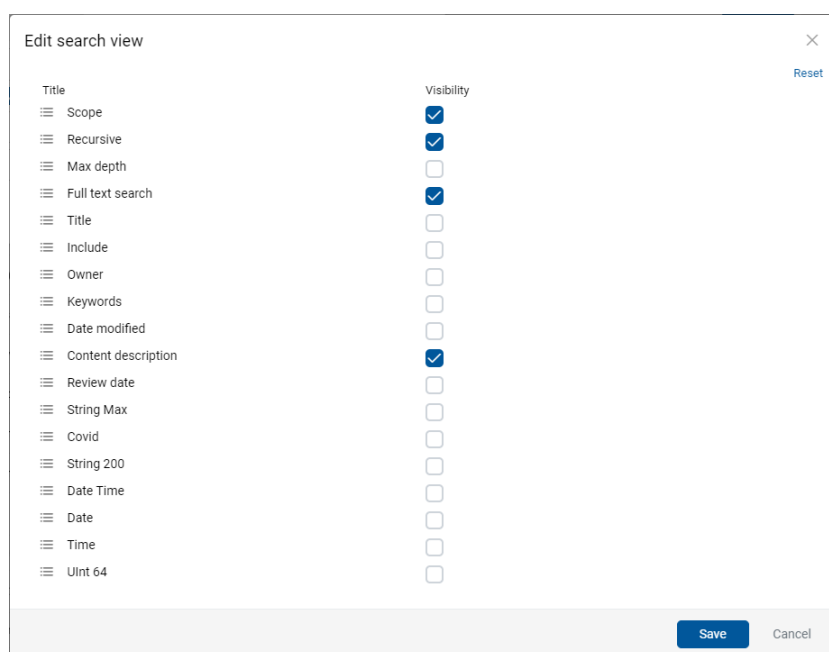 Edit search view
Reset
Title Visibility
Scope
Recursive
Max depth
Full text search
Title
Include
Owner
Keywords
Date modified
Content description
Review date
String Max
Covid
String 200
Date Time
Date
Time
UInt 64
Save Cancel